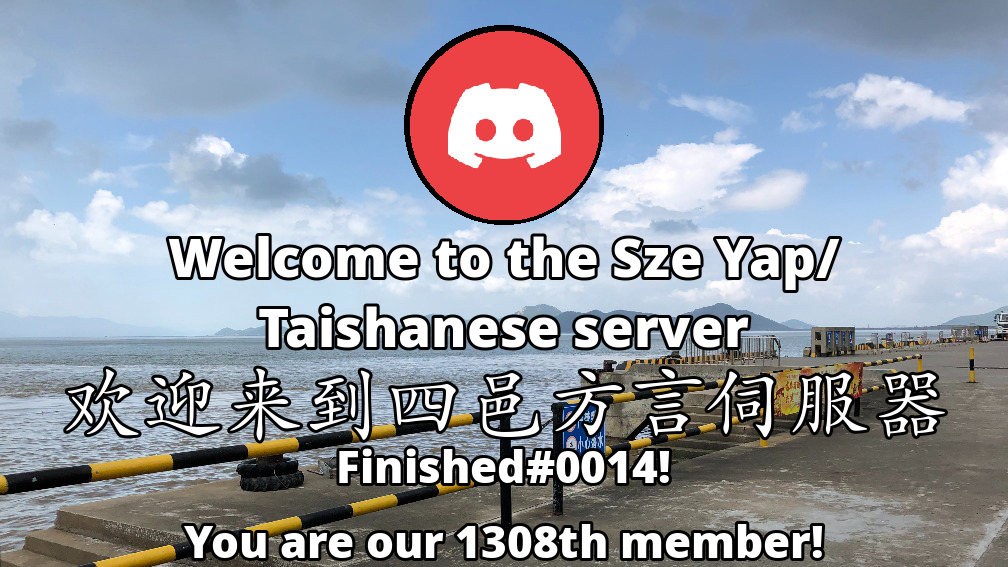 Welcome to the Sze Yap/
Taishanese server
欢迎来到四邑方言伺服器
Finished#0014!
You are our 1308th member!